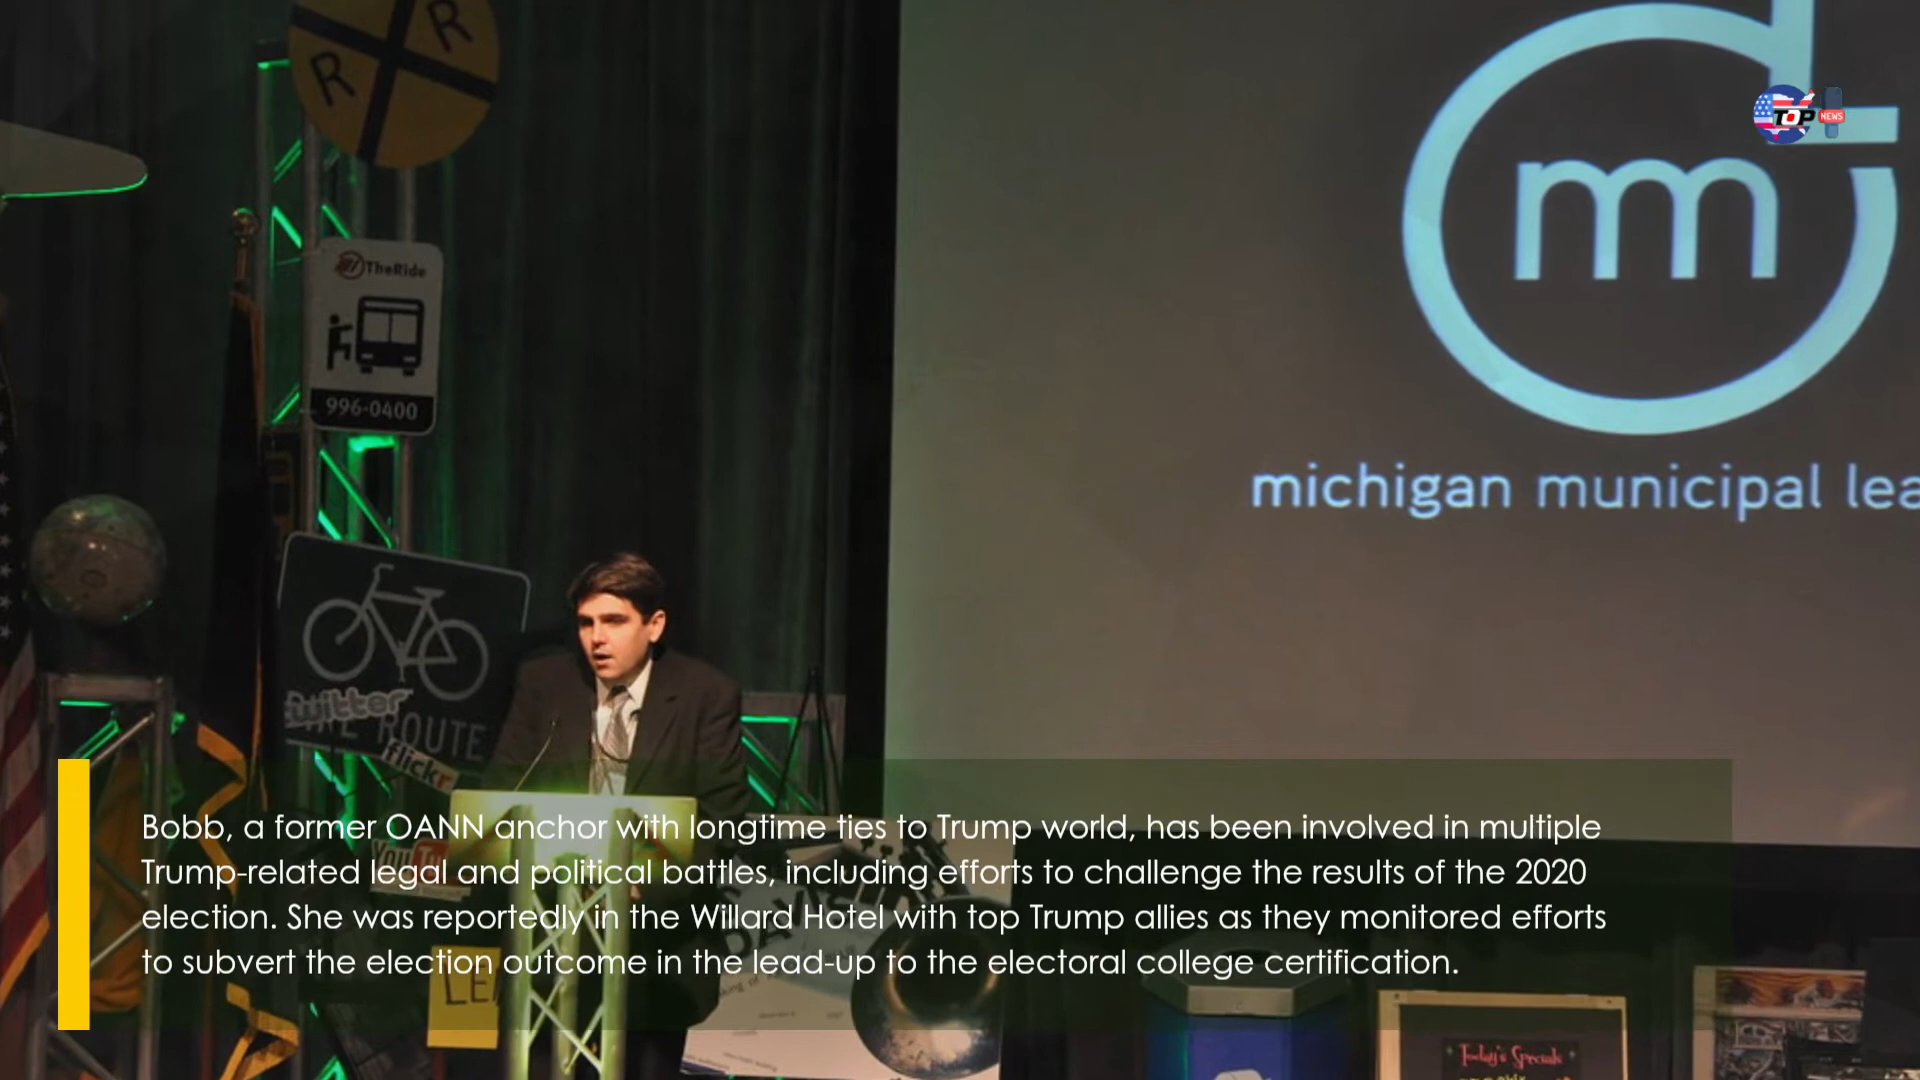 R
R
TOP
NEWS
m
TheRide
996-0400
michigan municipal lea
twitter
BIKE ROUTE
flickr
Bobb, a former OANN anchor with longtime ties to Trump world, has been involved in multiple
Trump-related legal and political battles, including efforts to challenge the results of the 2020
election. She was reportedly in the Willard Hotel with top Trump allies as they monitored efforts
to subvert the election outcome in the lead-up to the electoral college certification.
LE
Today's Specials